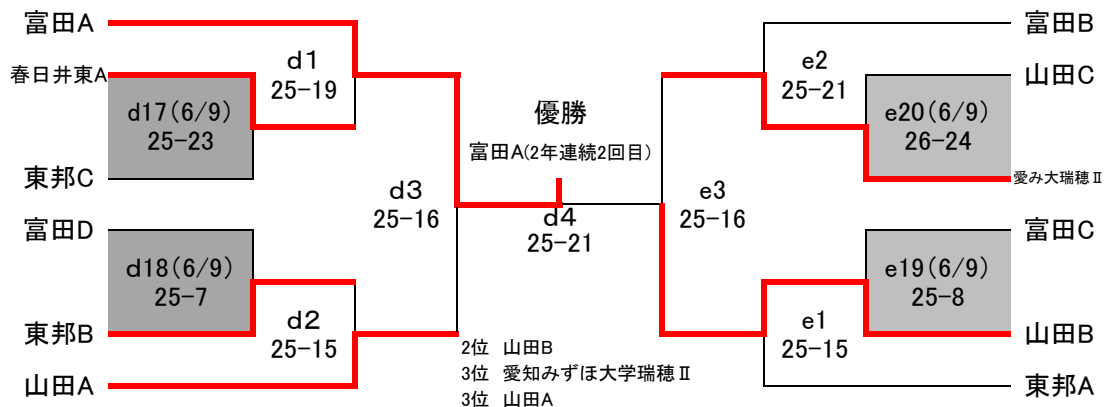 富田A
春日井東A
d17(6/9)
25-23
東邦C
富田D
d18(6/9)
25-7
東邦B
山田A
d1
25-19
d2
25-15
d3
25-16
優勝
富田A(2年連続2回目)
d4
25-21
2位 山田B
3位 愛知みずほ大学瑞穂Ⅱ
3位 山田A
e3
25-16
e2
25-21
e1
25-15
富田B
山田C
e20(6/9)
26-24
愛み大瑞穂Ⅱ
富田C
e19(6/9)
25-8
山田B
東邦A